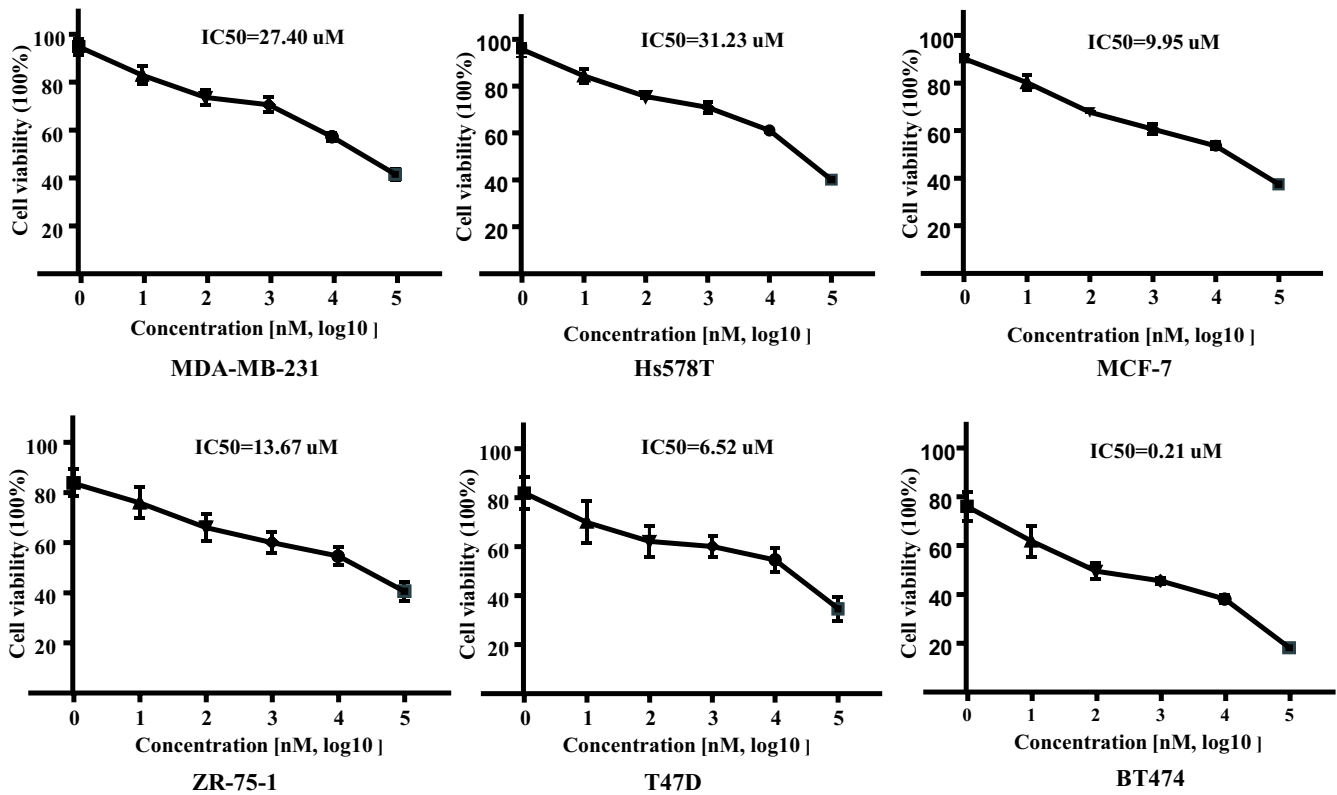 IC50=27.40 uM
Cell viability (100%)
100
80
60
40
20
0 1 2 3 4 5
Concentration [nM, log10 ]
MDA-MB-231
IC50=31.23 uM
Cell viability (100%)
100
80
60
40
20
0 1 2 3 4 5
Concentration [nM, log10 ]
Hs578T
IC50=9.95 uM
Cell viability (100%)
100
80
60
40
20
0 1 2 3 4 5
Concentration [nM, log10 ]
MCF-7
IC50=13.67 uM
Cell viability (100%)
100
80
60
40
20
0 1 2 3 4 5
Concentration [nM, log10 ]
ZR-75-1
IC50=6.52 uM
Cell viability (100%)
100
80
60
40
20
0 1 2 3 4 5
Concentration [nM, log10 ]
T47D
IC50=0.21 uM
Cell viability (100%)
100
80
60
40
20
0 1 2 3 4 5
Concentration [nM, log10 ]
BT474